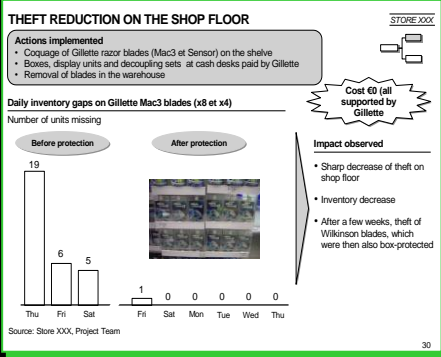 THEFT REDUCTION ON THE SHOP FLOOR
STORE XXX
Actions implemented
• Coquage of Gillette razor blades (Mac3 et Sensor) on the shelve
• Boxes, display units and decoupling sets at cash desks paid by Gillette
• Removal of blades in the warehouse
Cost €0 (all
supported by
Gillette
Daily inventory gaps on Gillette Mac3 blades (x8 et x4)
Number of units missing
Before protection
After protection
19
6
5
Thu Fri Sat
1 0 0 0 0 0
Fri Sat Mon Tue Wed Thu
Impact observed
• Sharp decrease of theft on
shop floor
• Inventory decrease
• After a few weeks, theft of
Wilkinson blades, which
were then also box-protected
Source: Store XXX, Project Team
30